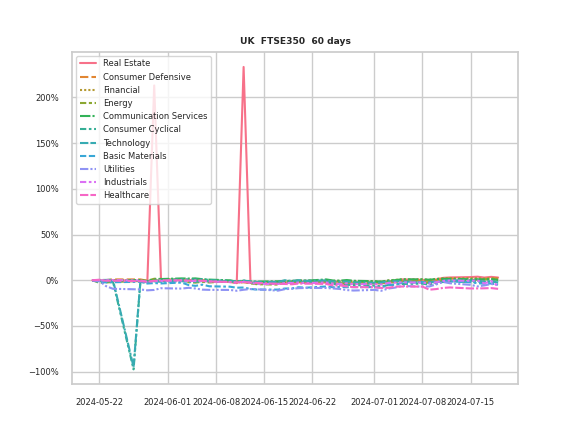 UK FTSE350 60 days
Real Estate
Consumer Defensive
Financial
Energy
Communication Services
Consumer Cyclical
Technology
Basic Materials
Utilities
Industrials
Healthcare
200%
150%
100%
50%
0%
−50%
−100%
2024-05-22 2024-06-01 2024-06-08 2024-06-15 2024-06-22 2024-07-01 2024-07-08 2024-07-15